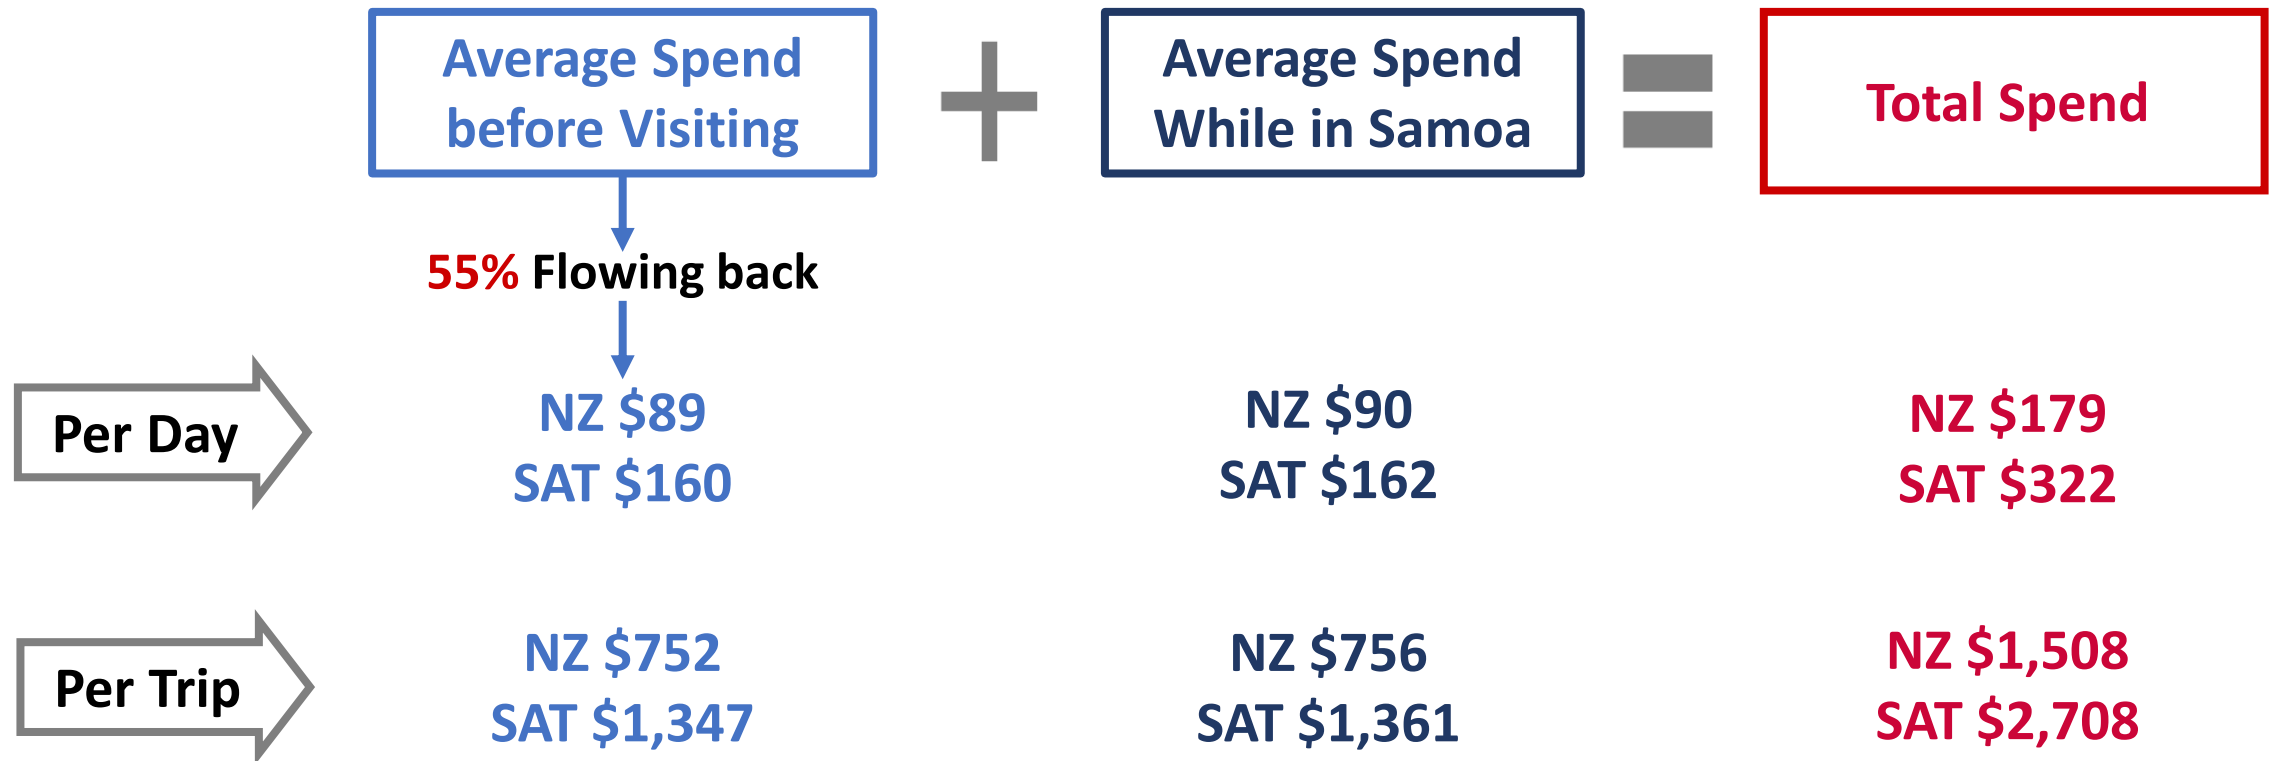 Average Spend
before Visiting
+
Average Spend
While in Samoa
=
Total Spend
55% Flowing back
Per Day
NZ $89
SAT $160
NZ $90
SAT $162
NZ $179
SAT $322
Per Trip
NZ $752
SAT $1,347
NZ $756
SAT $1,361
NZ $1,508
SAT $2,708